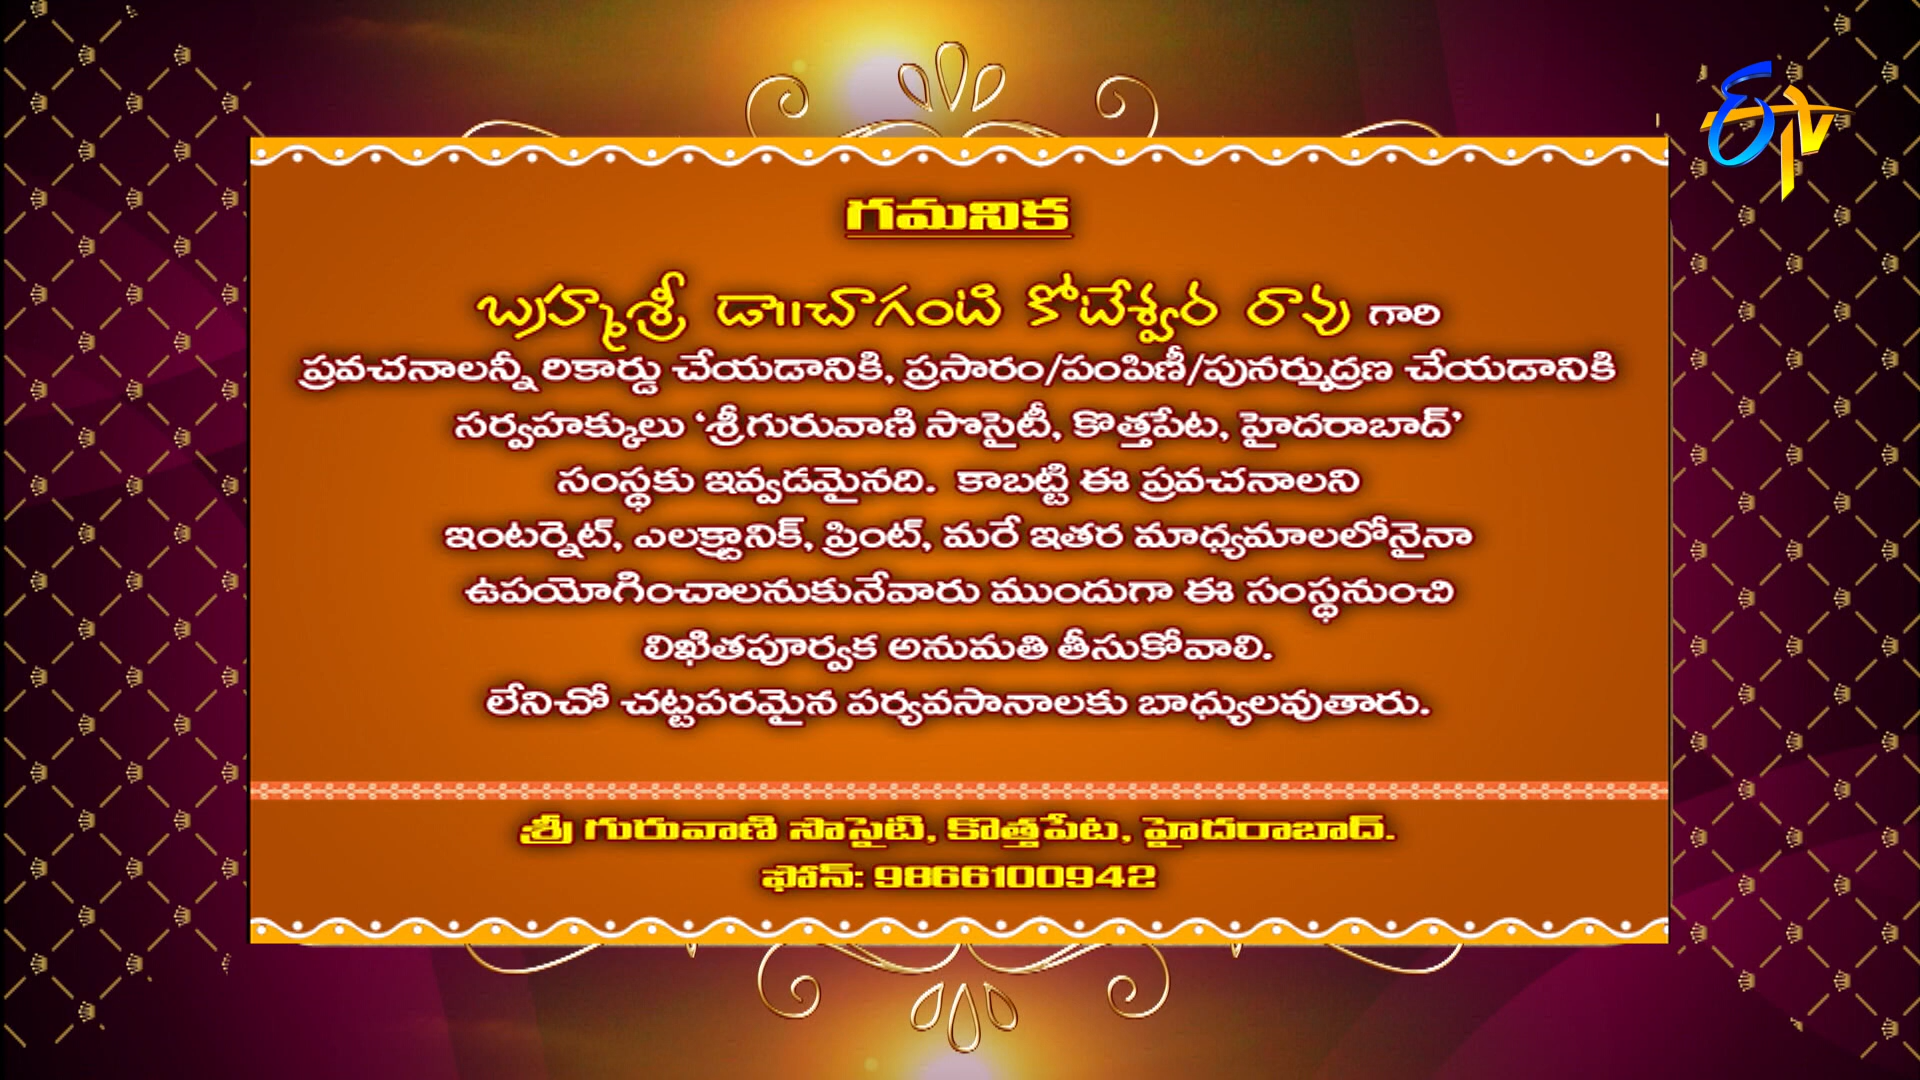 ఈTV
గమనిక
బ్రహ్మశ్రీ డా॥చాగంటి కోటేశ్వర రావు గారి
ప్రవచనాలన్నీ రికార్డు చేయడానికి, ప్రసారం/పంపిణీ/పునర్ముద్రణ చేయడానికి
సర్వహక్కులు ‘శ్రీగురువాణి సొసైటీ, కొత్తపేట, హైదరాబాద్’
సంస్థకు ఇవ్వడమైనది. కాబట్టి ఈ ప్రవచనాలని
ఇంటర్నెట్, ఎలక్ట్రానిక్, ప్రింట్, మరే ఇతర మాధ్యమాలలోనైనా
ఉపయోగించాలనుకునేవారు ముందుగా ఈ సంస్థనుంచి
లిఖితపూర్వక అనుమతి తీసుకోవాలి.
లేనిచో చట్టపరమైన పర్యవసానాలకు బాధ్యులవుతారు.
శ్రీ గురువాణి సొసైటి, కొత్తపేట, హైదరాబాద్.
ఫోన్: 9866100942